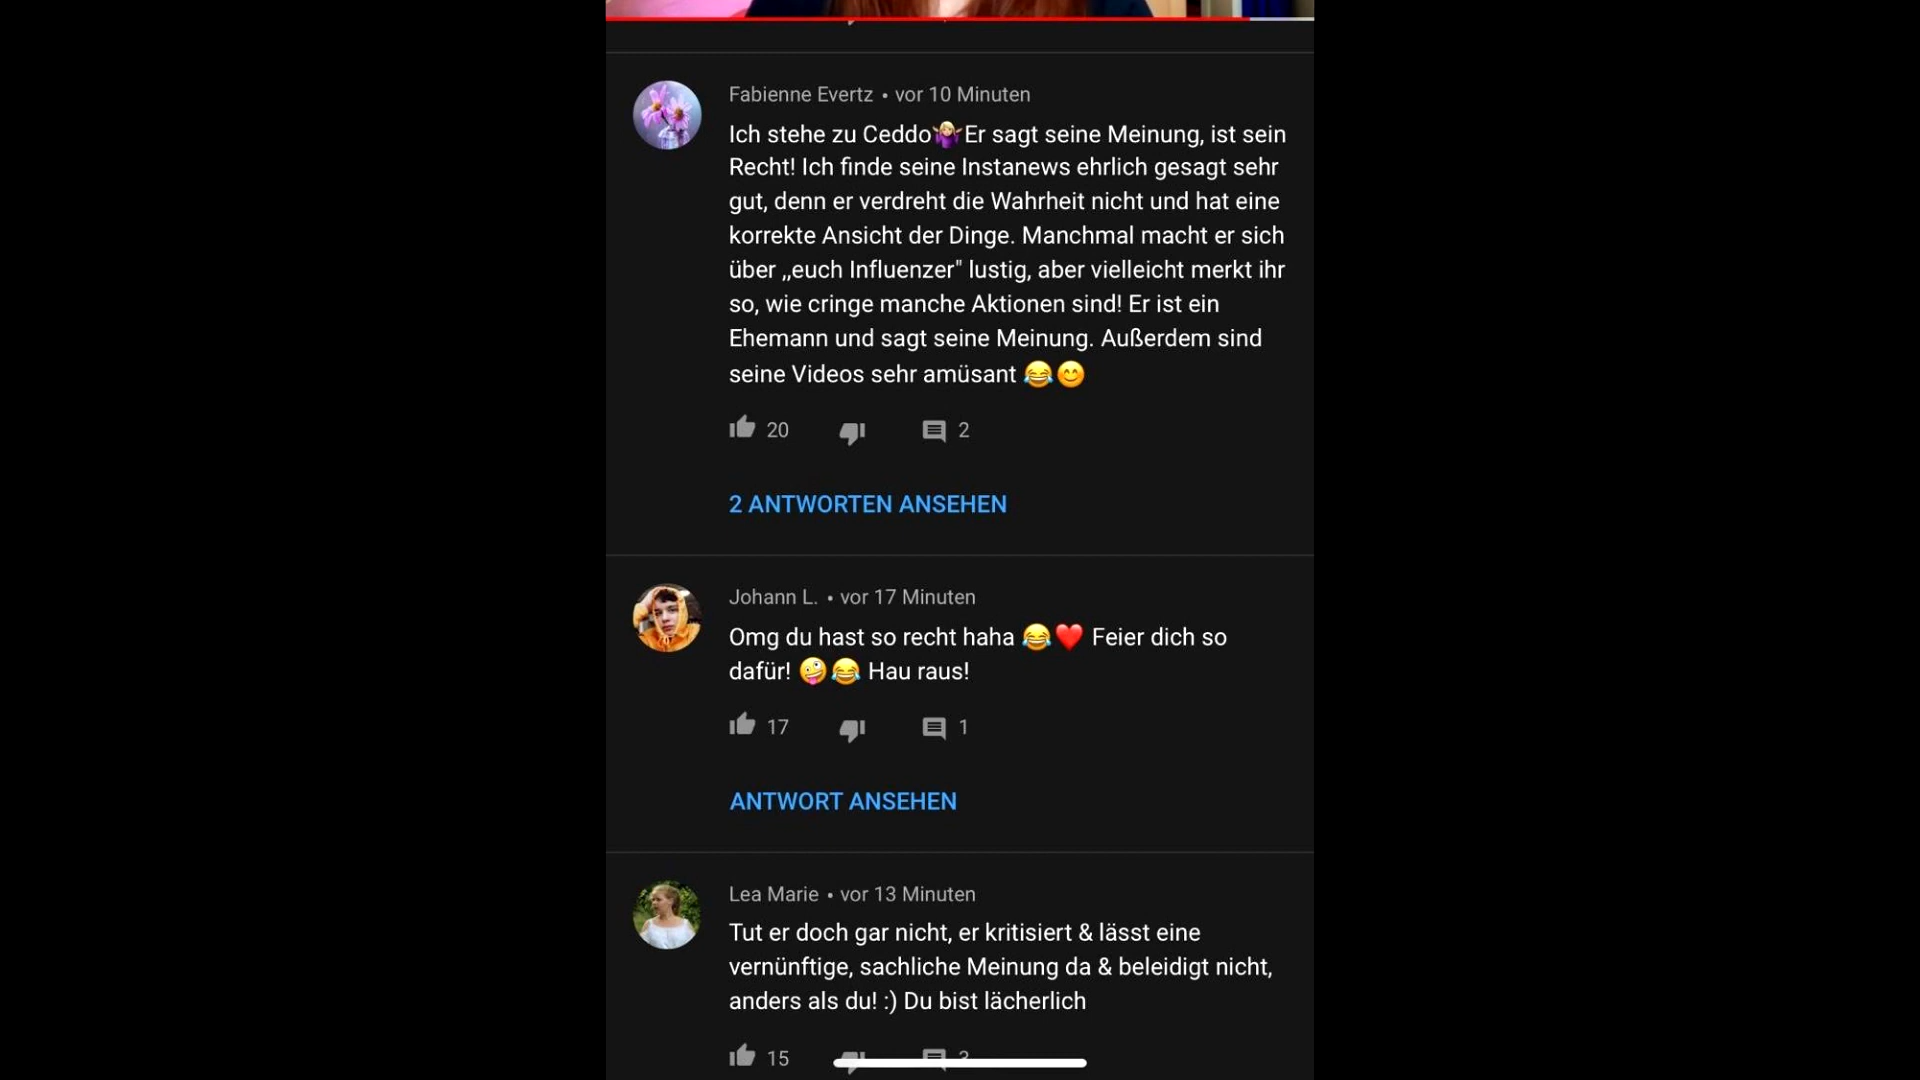 Fabienne Evertz • vor 10 Minuten
Ich stehe zu Ceddo🤷🏼‍♀️Er sagt seine Meinung, ist sein
Recht! Ich finde seine Instanews ehrlich gesagt sehr
gut, denn er verdreht die Wahrheit nicht und hat eine
korrekte Ansicht der Dinge. Manchmal macht er sich
über ,,euch Influenzer" lustig, aber vielleicht merkt ihr
so, wie cringe manche Aktionen sind! Er ist ein
Ehemann und sagt seine Meinung. Außerdem sind
seine Videos sehr amüsant 😂😊
20 2
2 ANTWORTEN ANSEHEN
Johann L. • vor 17 Minuten
Omg du hast so recht haha 😂❤️ Feier dich so
dafür! 🤪😂 Hau raus!
17 1
ANTWORT ANSEHEN
Lea Marie • vor 13 Minuten
Tut er doch gar nicht, er kritisiert & lässt eine
vernünftige, sachliche Meinung da & beleidigt nicht,
anders als du! :) Du bist lächerlich
15 3